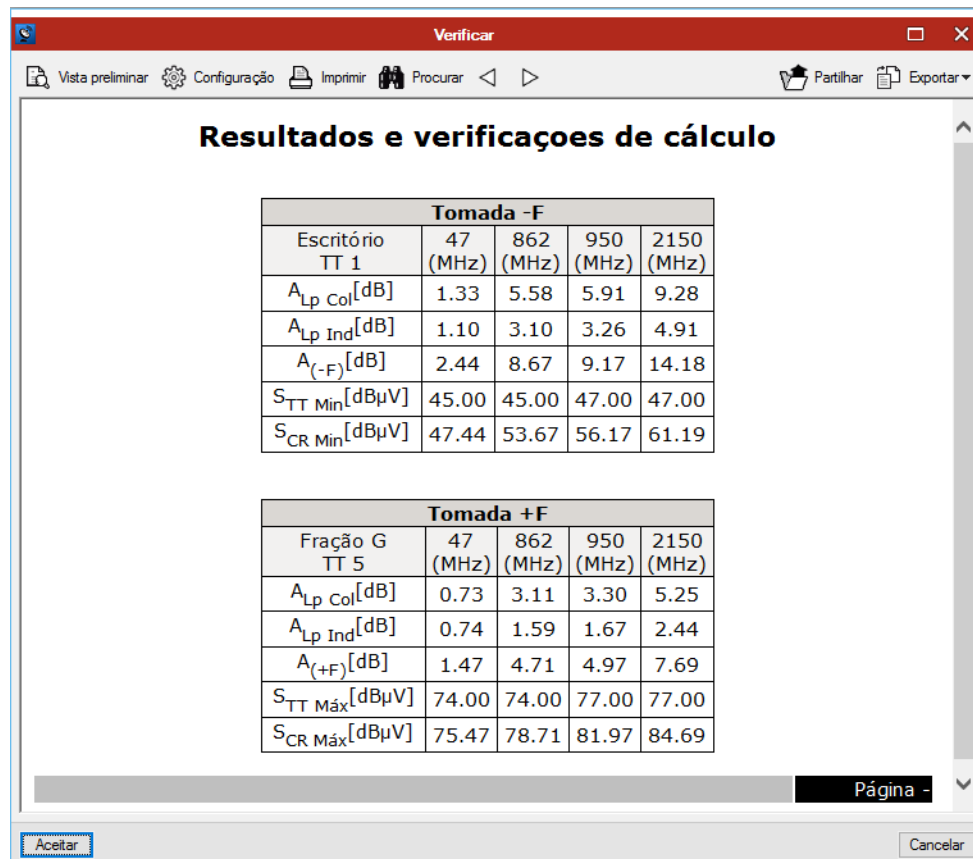 Verificar
Vista preliminar Configuração Imprimir Procurar Partilhar Exportar
Resultados e verificaçoes de cálculo
Tomada -F
Escritório TT 1 47 (MHz) 862 (MHz) 950 (MHz) 2150 (MHz)
ALp Col[dB] 1.33 5.58 5.91 9.28
ALp Ind[dB] 1.10 3.10 3.26 4.91
A(-F)[dB] 2.44 8.67 9.17 14.18
STT Min[dBµV] 45.00 45.00 47.00 47.00
SCR Min[dBµV] 47.44 53.67 56.17 61.19
Tomada +F
Fração G TT 5 47 (MHz) 862 (MHz) 950 (MHz) 2150 (MHz)
ALp Col[dB] 0.73 3.11 3.30 5.25
ALp Ind[dB] 0.74 1.59 1.67 2.44
A(+F)[dB] 1.47 4.71 4.97 7.69
STT Máx[dBµV] 74.00 74.00 77.00 77.00
SCR Máx[dBµV] 75.47 78.71 81.97 84.69
Página -
Aceitar Cancelar